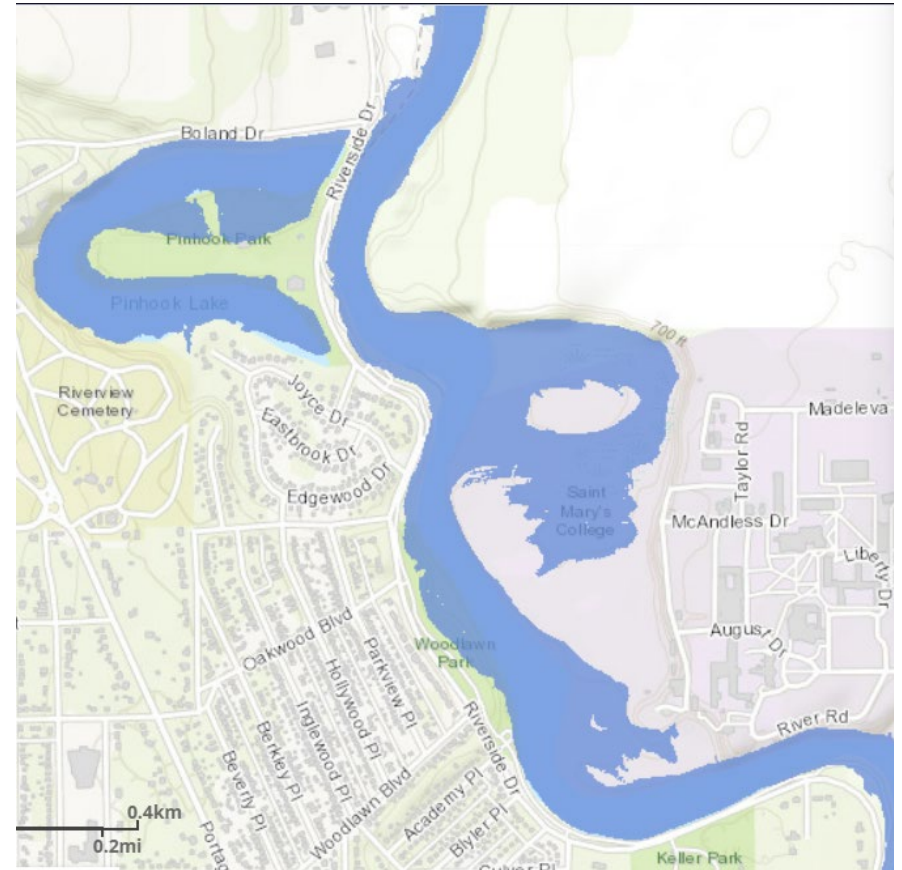 Boland Dr
Riverside Dr
Pinhook Park
Pinhook Lake
700 ft
Riverview
Cemetery
Joyce Dr
Eastbrook Dr
Edgewood Dr
Madeleva
Taylor Rd
Saint
Mary's
College
McAndless Dr
Liberty Dr
August Dr
Oakwood Blvd
Woodlawn
Park
Parkview Pl
Hollywood Pl
Inglewood Pl
Berkley Pl
Beverly Pl
River Rd
Riverside Dr
Woodlawn Blvd
Academy Pl
Blyler Pl
Keller Park
0.4km
0.2mi